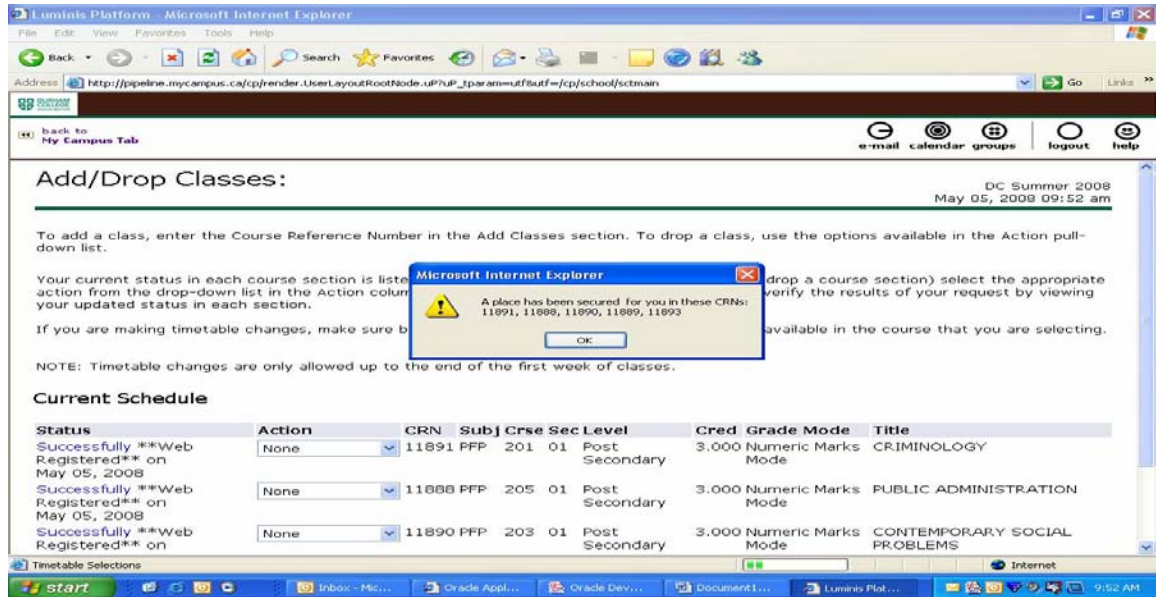 Luminis Platform - Microsoft Internet Explorer
File Edit View Favorites Tools Help
Back Search Favorites
Address http://pipeline.mycampus.ca/cp/render.UserLayoutRootNode.uP?uP_tparam=utf&utf=/cp/school/sctmain Go Links »
DURHAM COLLEGE
back to
My Campus Tab
e-mail calendar groups logout help
Add/Drop Classes:
DC Summer 2008
May 05, 2008 09:52 am
To add a class, enter the Course Reference Number in the Add Classes section. To drop a class, use the options available in the Action pull-
down list.
Your current status in each course section is liste drop a course section) select the appropriate
action from the drop-down list in the Action colum verify the results of your request by viewing
your updated status in each section.
If you are making timetable changes, make sure b available in the course that you are selecting.
NOTE: Timetable changes are only allowed up to the end of the first week of classes.
Microsoft Internet Explorer
A place has been secured for you in these CRNs:
11891, 11888, 11890, 11889, 11893
OK
Current Schedule
Status Action CRN Subj Crse Sec Level Cred Grade Mode Title
Successfully **Web None 11891 PFP 201 01 Post 3.000 Numeric Marks CRIMINOLOGY
Registered** on Secondary Mode
May 05, 2008
Successfully **Web None 11888 PFP 205 01 Post 3.000 Numeric Marks PUBLIC ADMINISTRATION
Registered** on Secondary Mode
May 05, 2008
Successfully **Web None 11890 PFP 203 01 Post 3.000 Numeric Marks CONTEMPORARY SOCIAL
Registered** on Secondary Mode PROBLEMS
Timetable Selections Internet
start Inbox - Mic... Oracle Appl... Oracle Dev... Document1... Luminis Plat... 9:52 AM